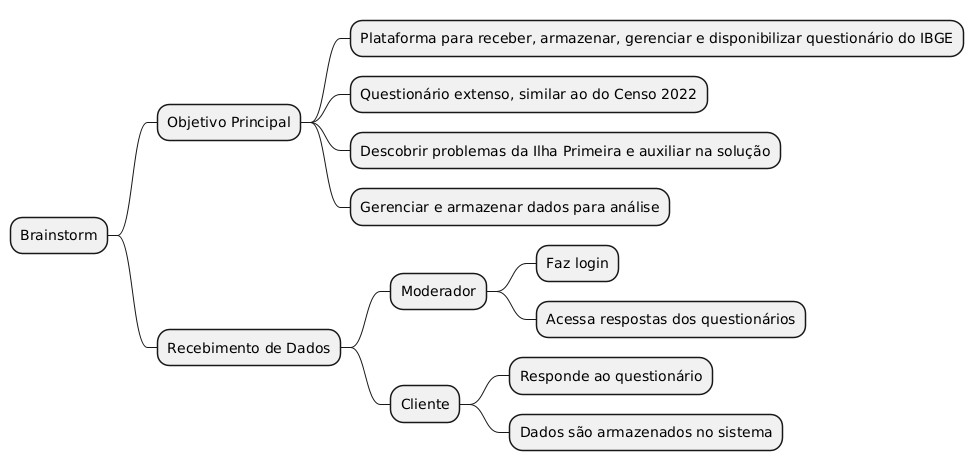 Brainstorm
Objetivo Principal
Plataforma para receber, armazenar, gerenciar e disponibilizar questionário do IBGE
Questionário extenso, similar ao do Censo 2022
Descobrir problemas da Ilha Primeira e auxiliar na solução
Gerenciar e armazenar dados para análise
Recebimento de Dados
Moderador
Faz login
Acessa respostas dos questionários
Cliente
Responde ao questionário
Dados são armazenados no sistema